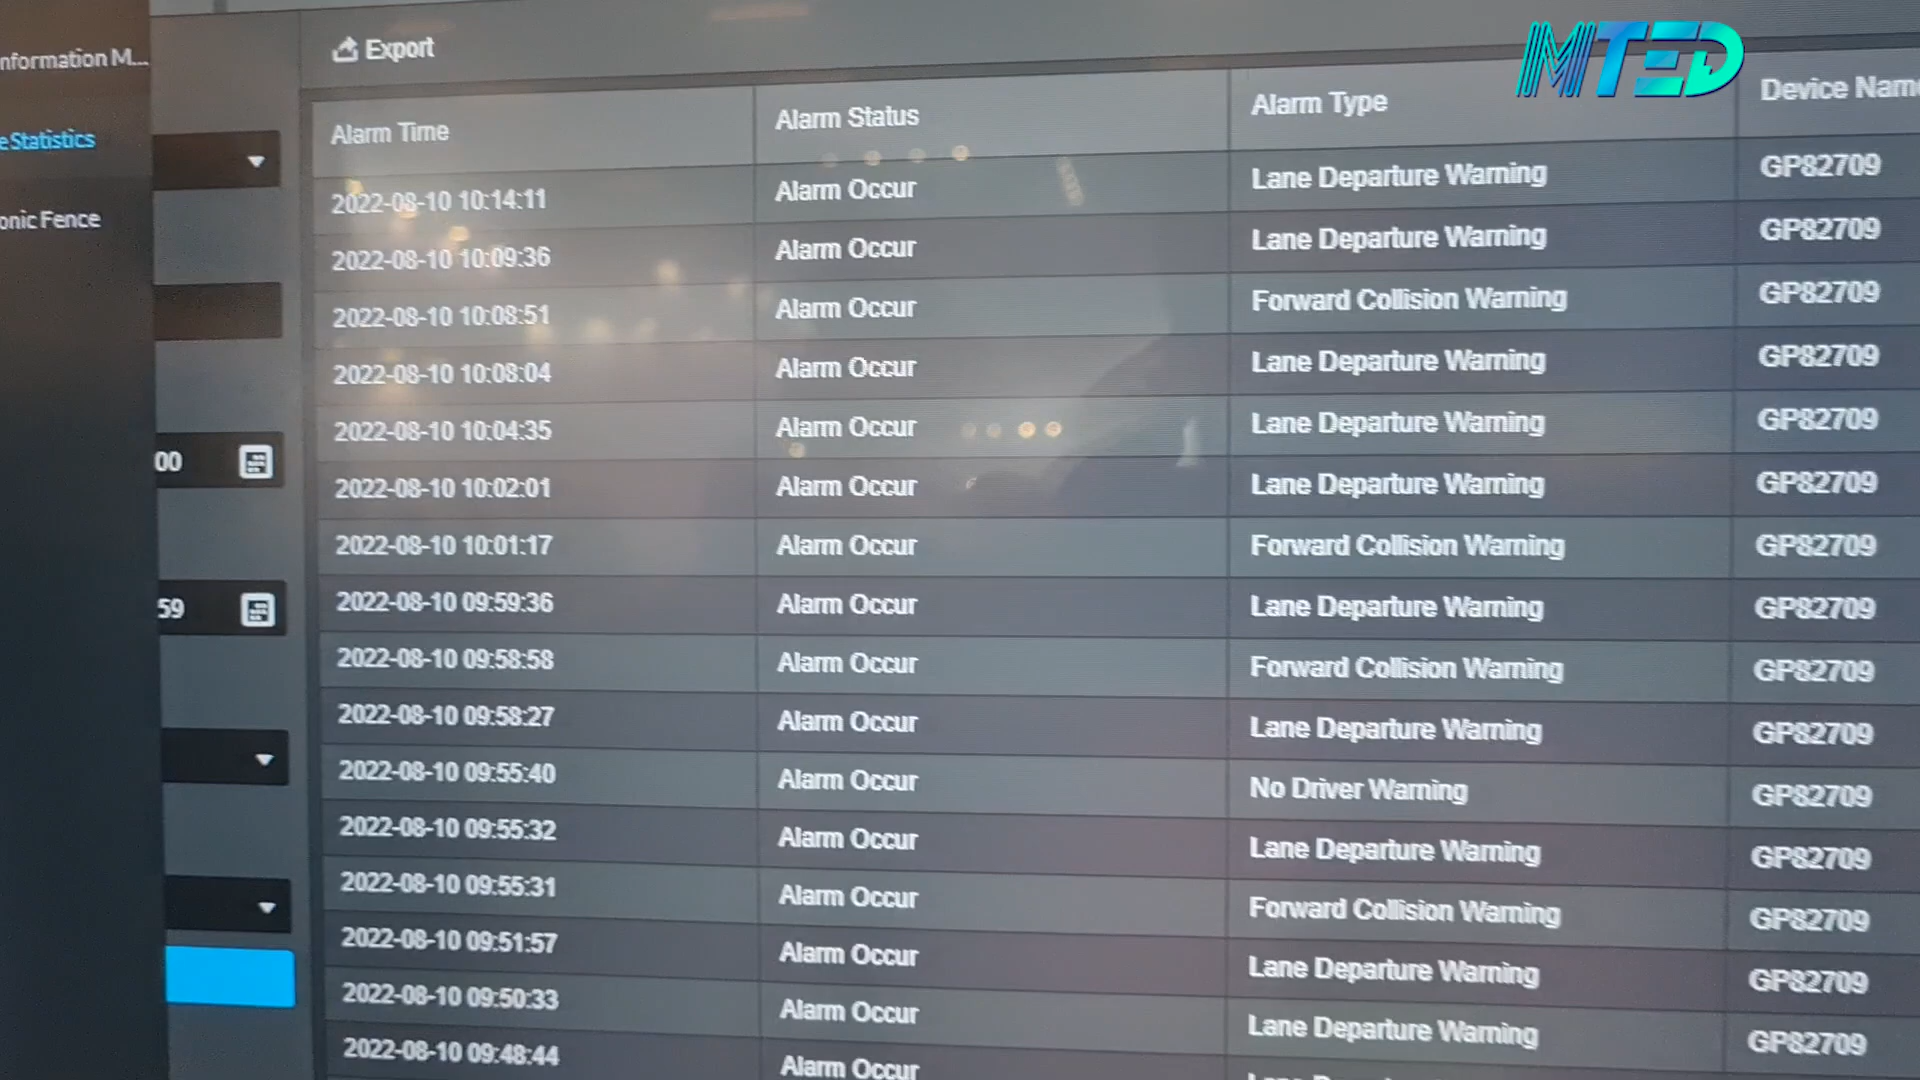 nformation M...
eStatistics
onic Fence
00
59
Export
MTED
Alarm Time Alarm Status Alarm Type Device Name
2022-08-10 10:14:11 Alarm Occur Lane Departure Warning GP82709
2022-08-10 10:09:36 Alarm Occur Lane Departure Warning GP82709
2022-08-10 10:08:51 Alarm Occur Forward Collision Warning GP82709
2022-08-10 10:08:04 Alarm Occur Lane Departure Warning GP82709
2022-08-10 10:04:35 Alarm Occur Lane Departure Warning GP82709
2022-08-10 10:02:01 Alarm Occur Lane Departure Warning GP82709
2022-08-10 10:01:17 Alarm Occur Forward Collision Warning GP82709
2022-08-10 09:59:36 Alarm Occur Lane Departure Warning GP82709
2022-08-10 09:58:58 Alarm Occur Forward Collision Warning GP82709
2022-08-10 09:58:27 Alarm Occur Lane Departure Warning GP82709
2022-08-10 09:55:40 Alarm Occur No Driver Warning GP82709
2022-08-10 09:55:32 Alarm Occur Lane Departure Warning GP82709
2022-08-10 09:55:31 Alarm Occur Forward Collision Warning GP82709
2022-08-10 09:51:57 Alarm Occur Lane Departure Warning GP82709
2022-08-10 09:50:33 Alarm Occur Lane Departure Warning GP82709
2022-08-10 09:48:44 Alarm Occur